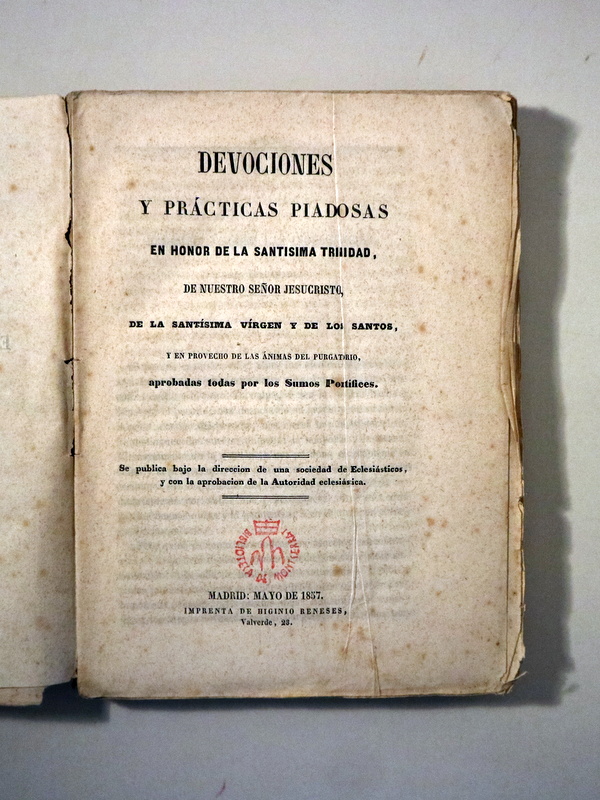 DEVOCIONES
Y PRÁCTICAS PIADOSAS
EN HONOR DE LA SANTISIMA TRINIDAD,
DE NUESTRO SEÑOR JESUCRISTO,
DE LA SANTÍSIMA VÍRGEN Y DE LOS SANTOS,
Y EN PROVECHO DE LAS ÁNIMAS DEL PURGATORIO,
aprobadas todas por los Sumos Pontífices.
Se publica bajo la direccion de una sociedad de Eclesiásticos,
y con la aprobacion de la Autoridad eclesiásica.
BIBLIOTECA DE MONTSERRAT
MADRID: MAYO DE 1857.
IMPRENTA DE HIGINIO RENESES,
Valverde, 23.